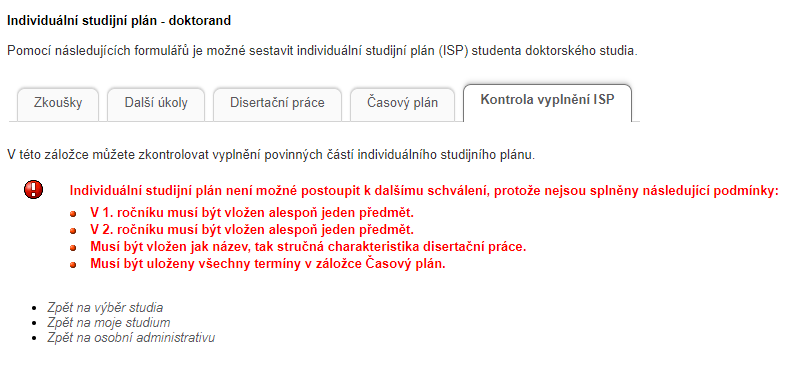 Individuální studijní plán - doktorand
Pomocí následujících formulářů je možné sestavit individuální studijní plán (ISP) studenta doktorského studia.
Zkoušky
Další úkoly
Disertační práce
Časový plán
Kontrola vyplnění ISP
V této záložce můžete zkontrolovat vyplnění povinných částí individuálního studijního plánu.
Individuální studijní plán není možné postoupit k dalšímu schválení, protože nejsou splněny následující podmínky:
V 1. ročníku musí být vložen alespoň jeden předmět.
V 2. ročníku musí být vložen alespoň jeden předmět.
Musí být vložen jak název, tak stručná charakteristika disertační práce.
Musí být uloženy všechny termíny v záložce Časový plán.
Zpět na výběr studia
Zpět na moje studium
Zpět na osobní administrativu